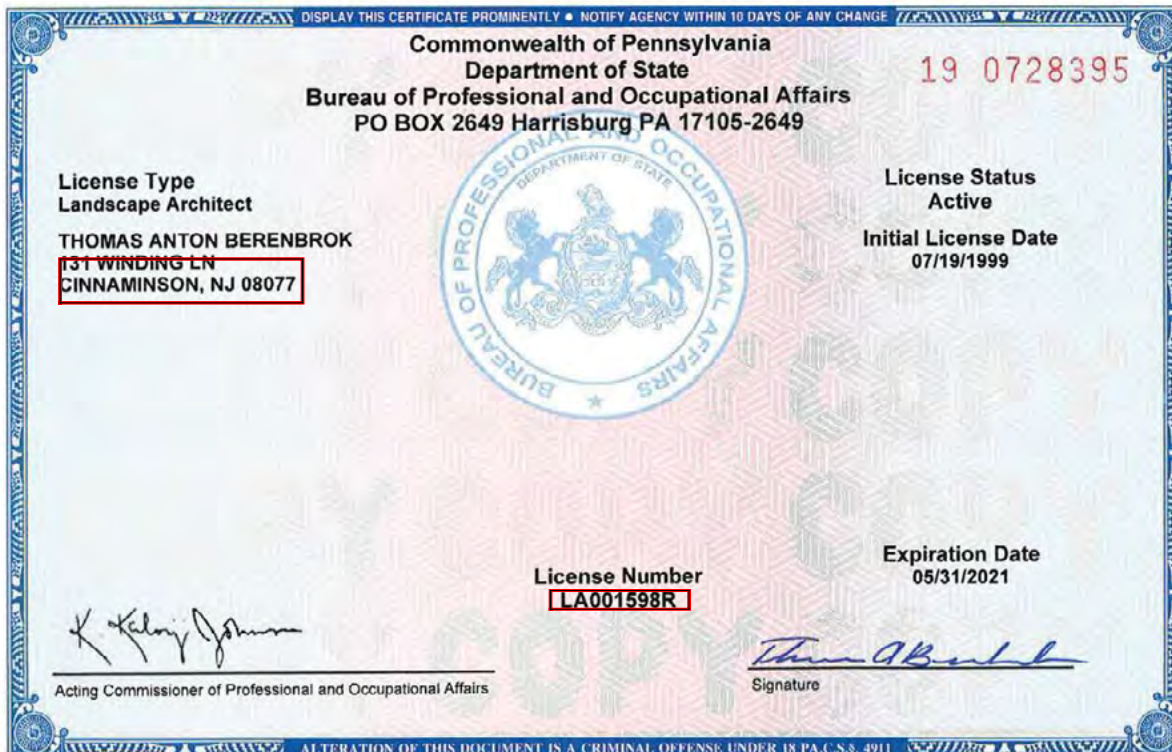 DISPLAY THIS CERTIFICATE PROMINENTLY ● NOTIFY AGENCY WITHIN 10 DAYS OF ANY CHANGE
Commonwealth of Pennsylvania
Department of State
Bureau of Professional and Occupational Affairs
PO BOX 2649 Harrisburg PA 17105-2649
19 0728395
BUREAU OF PROFESSIONAL AND OCCUPATIONAL AFFAIRS
DEPARTMENT OF STATE
License Type
Landscape Architect
THOMAS ANTON BERENBROK
131 WINDING LN
CINNAMINSON, NJ 08077
License Status
Active
Initial License Date
07/19/1999
COPY
COPY
COPY
License Number
LA001598R
Expiration Date
05/31/2021
Acting Commissioner of Professional and Occupational Affairs
Signature
ALTERATION OF THIS DOCUMENT IS A CRIMINAL OFFENSE UNDER 18 PA.C.S.§ 4911